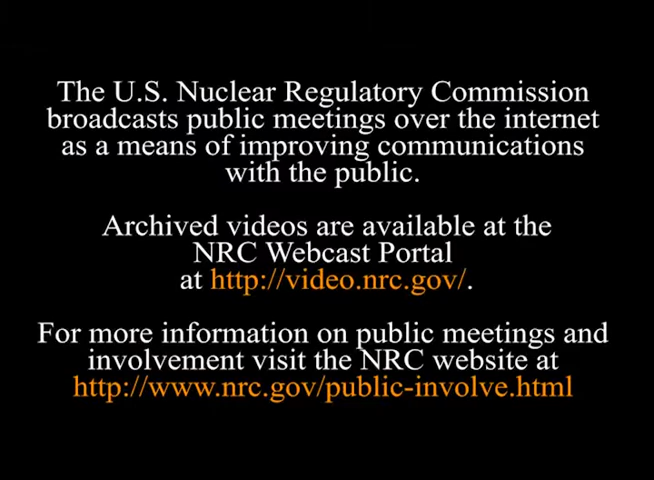 The U.S. Nuclear Regulatory Commission
broadcasts public meetings over the internet
as a means of improving communications
with the public.
Archived videos are available at the
NRC Webcast Portal
at http://video.nrc.gov/.
For more information on public meetings and
involvement visit the NRC website at
http://www.nrc.gov/public-involve.html